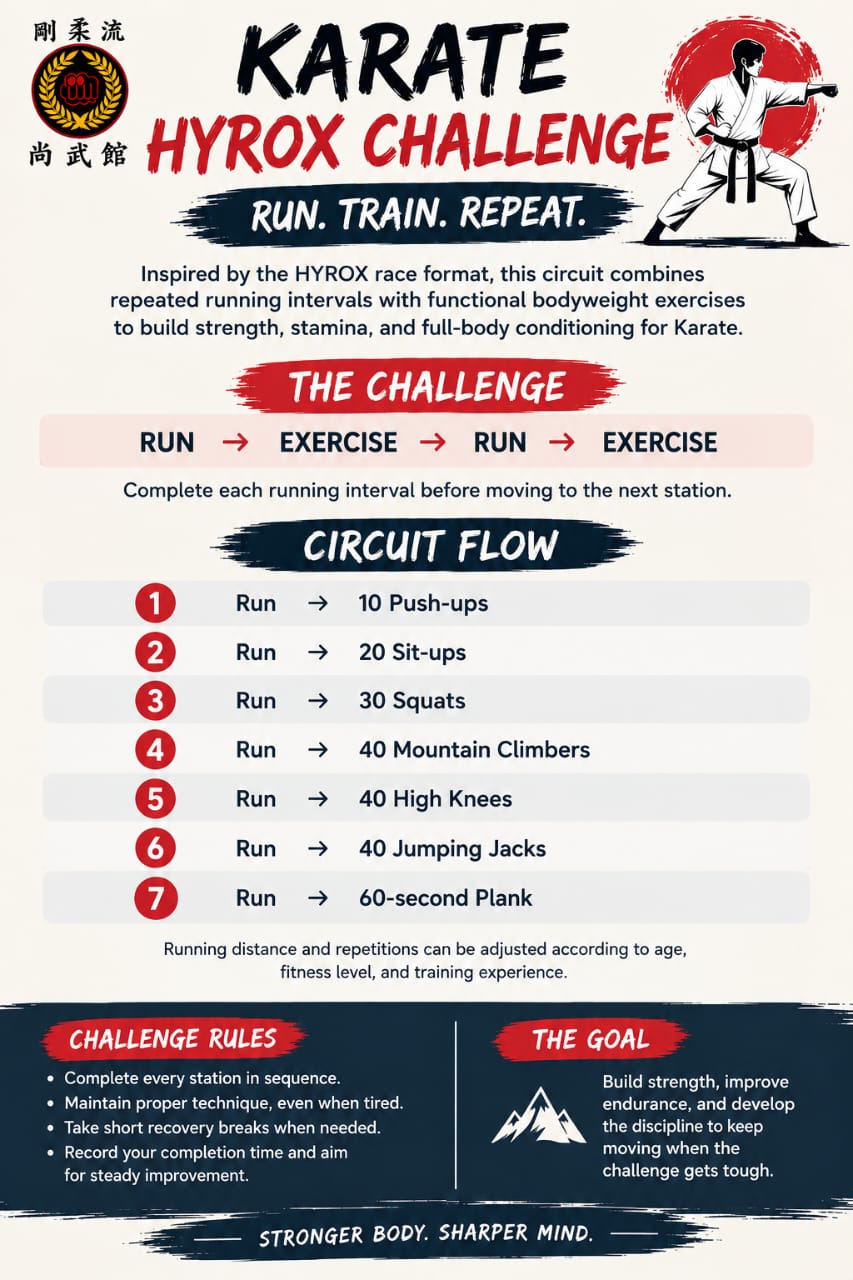 剛柔流
尚武館
KARATE
HYROX CHALLENGE
RUN. TRAIN. REPEAT.
Inspired by the HYROX race format, this circuit combines
repeated running intervals with functional bodyweight exercises
to build strength, stamina, and full-body conditioning for Karate.
THE CHALLENGE
RUN → EXERCISE → RUN → EXERCISE
Complete each running interval before moving to the next station.
CIRCUIT FLOW
1 Run → 10 Push-ups
2 Run → 20 Sit-ups
3 Run → 30 Squats
4 Run → 40 Mountain Climbers
5 Run → 40 High Knees
6 Run → 40 Jumping Jacks
7 Run → 60-second Plank
Running distance and repetitions can be adjusted according to age,
fitness level, and training experience.
CHALLENGE RULES
• Complete every station in sequence.
• Maintain proper technique, even when tired.
• Take short recovery breaks when needed.
• Record your completion time and aim
for steady improvement.
THE GOAL
Build strength, improve
endurance, and develop
the discipline to keep
moving when the
challenge gets tough.
STRONGER BODY. SHARPER MIND.